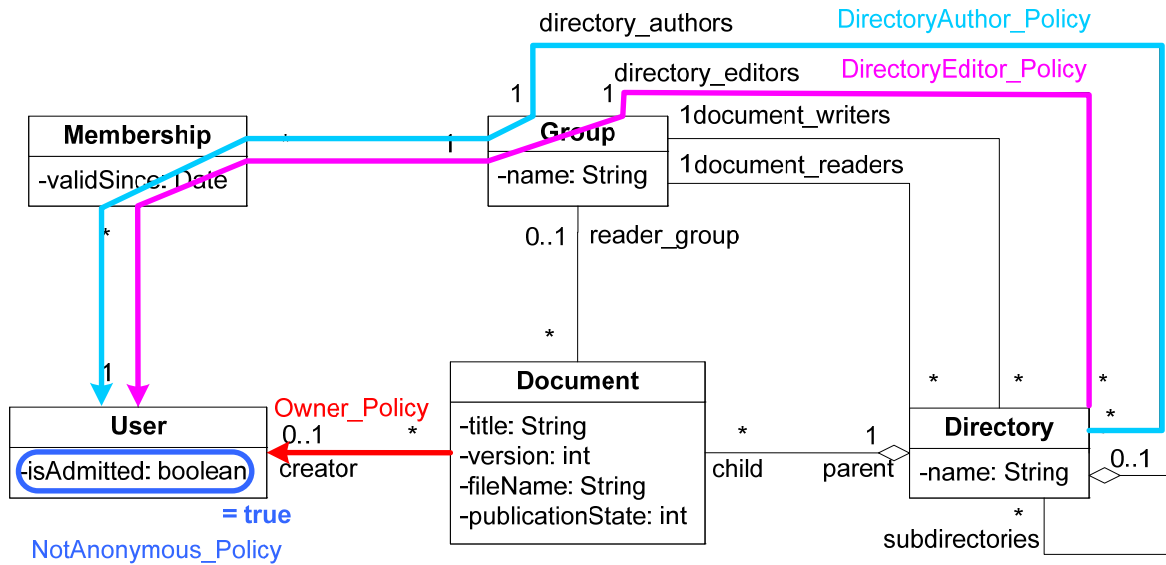 directory_authors
DirectoryAuthor_Policy
directory_editors
DirectoryEditor_Policy
1
1
Membership
-validSince: Date
*
1
Group
-name: String
1document_writers
1document_readers
*
0..1
reader_group
*
1
*
*
*
*
User
-isAdmitted: boolean
= true
NotAnonymous_Policy
Owner_Policy
0..1
*
creator
Document
-title: String
-version: int
-fileName: String
-publicationState: int
*
child
1
parent
Directory
-name: String
0..1
*
subdirectories